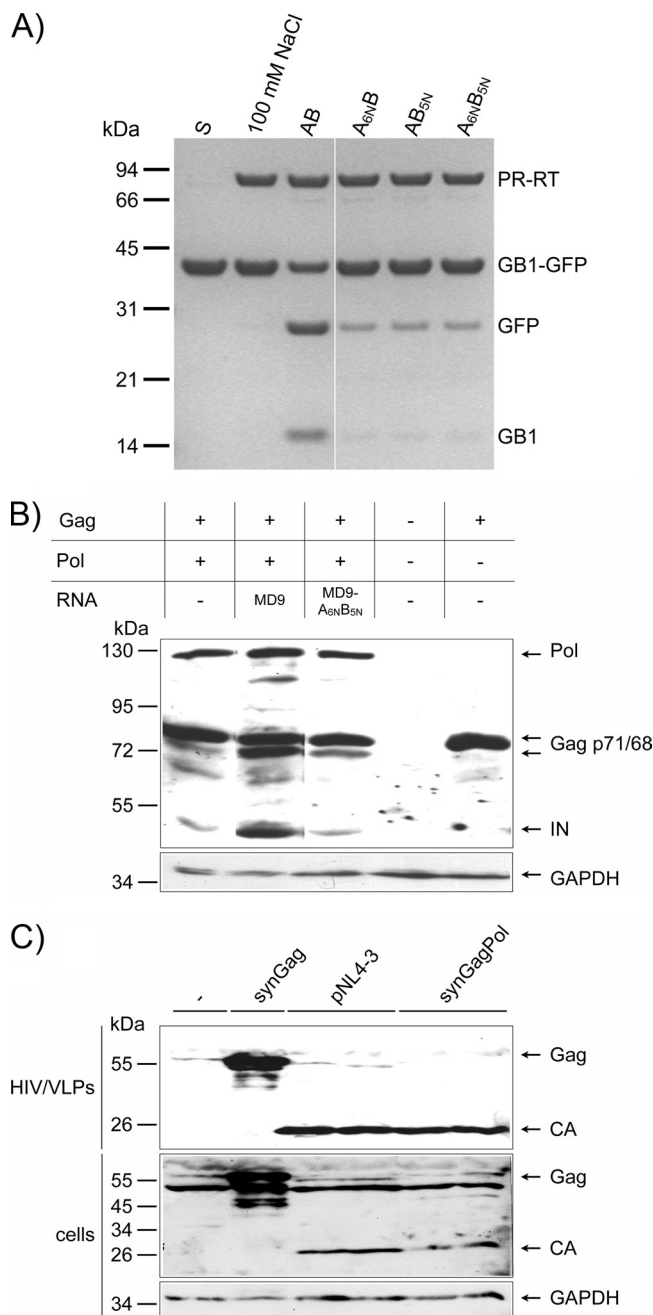 A)
kDa S 100 mM NaCl AB A6NB AB5N A6NB5N
94 PR-RT
66
45 GB1-GFP
31 GFP
21
14 GB1
B)
Gag + + + - +
Pol + + + - -
RNA - MD9 MD9-A6NB5N - -
kDa
130 Pol
95
72 Gag p71/68
55
IN
34 GAPDH
C)
- synGag pNL4-3 synGagPol
kDa
HIV/VLPs
55 Gag
26 CA
cells
55 Gag
45
34
26 CA
34 GAPDH